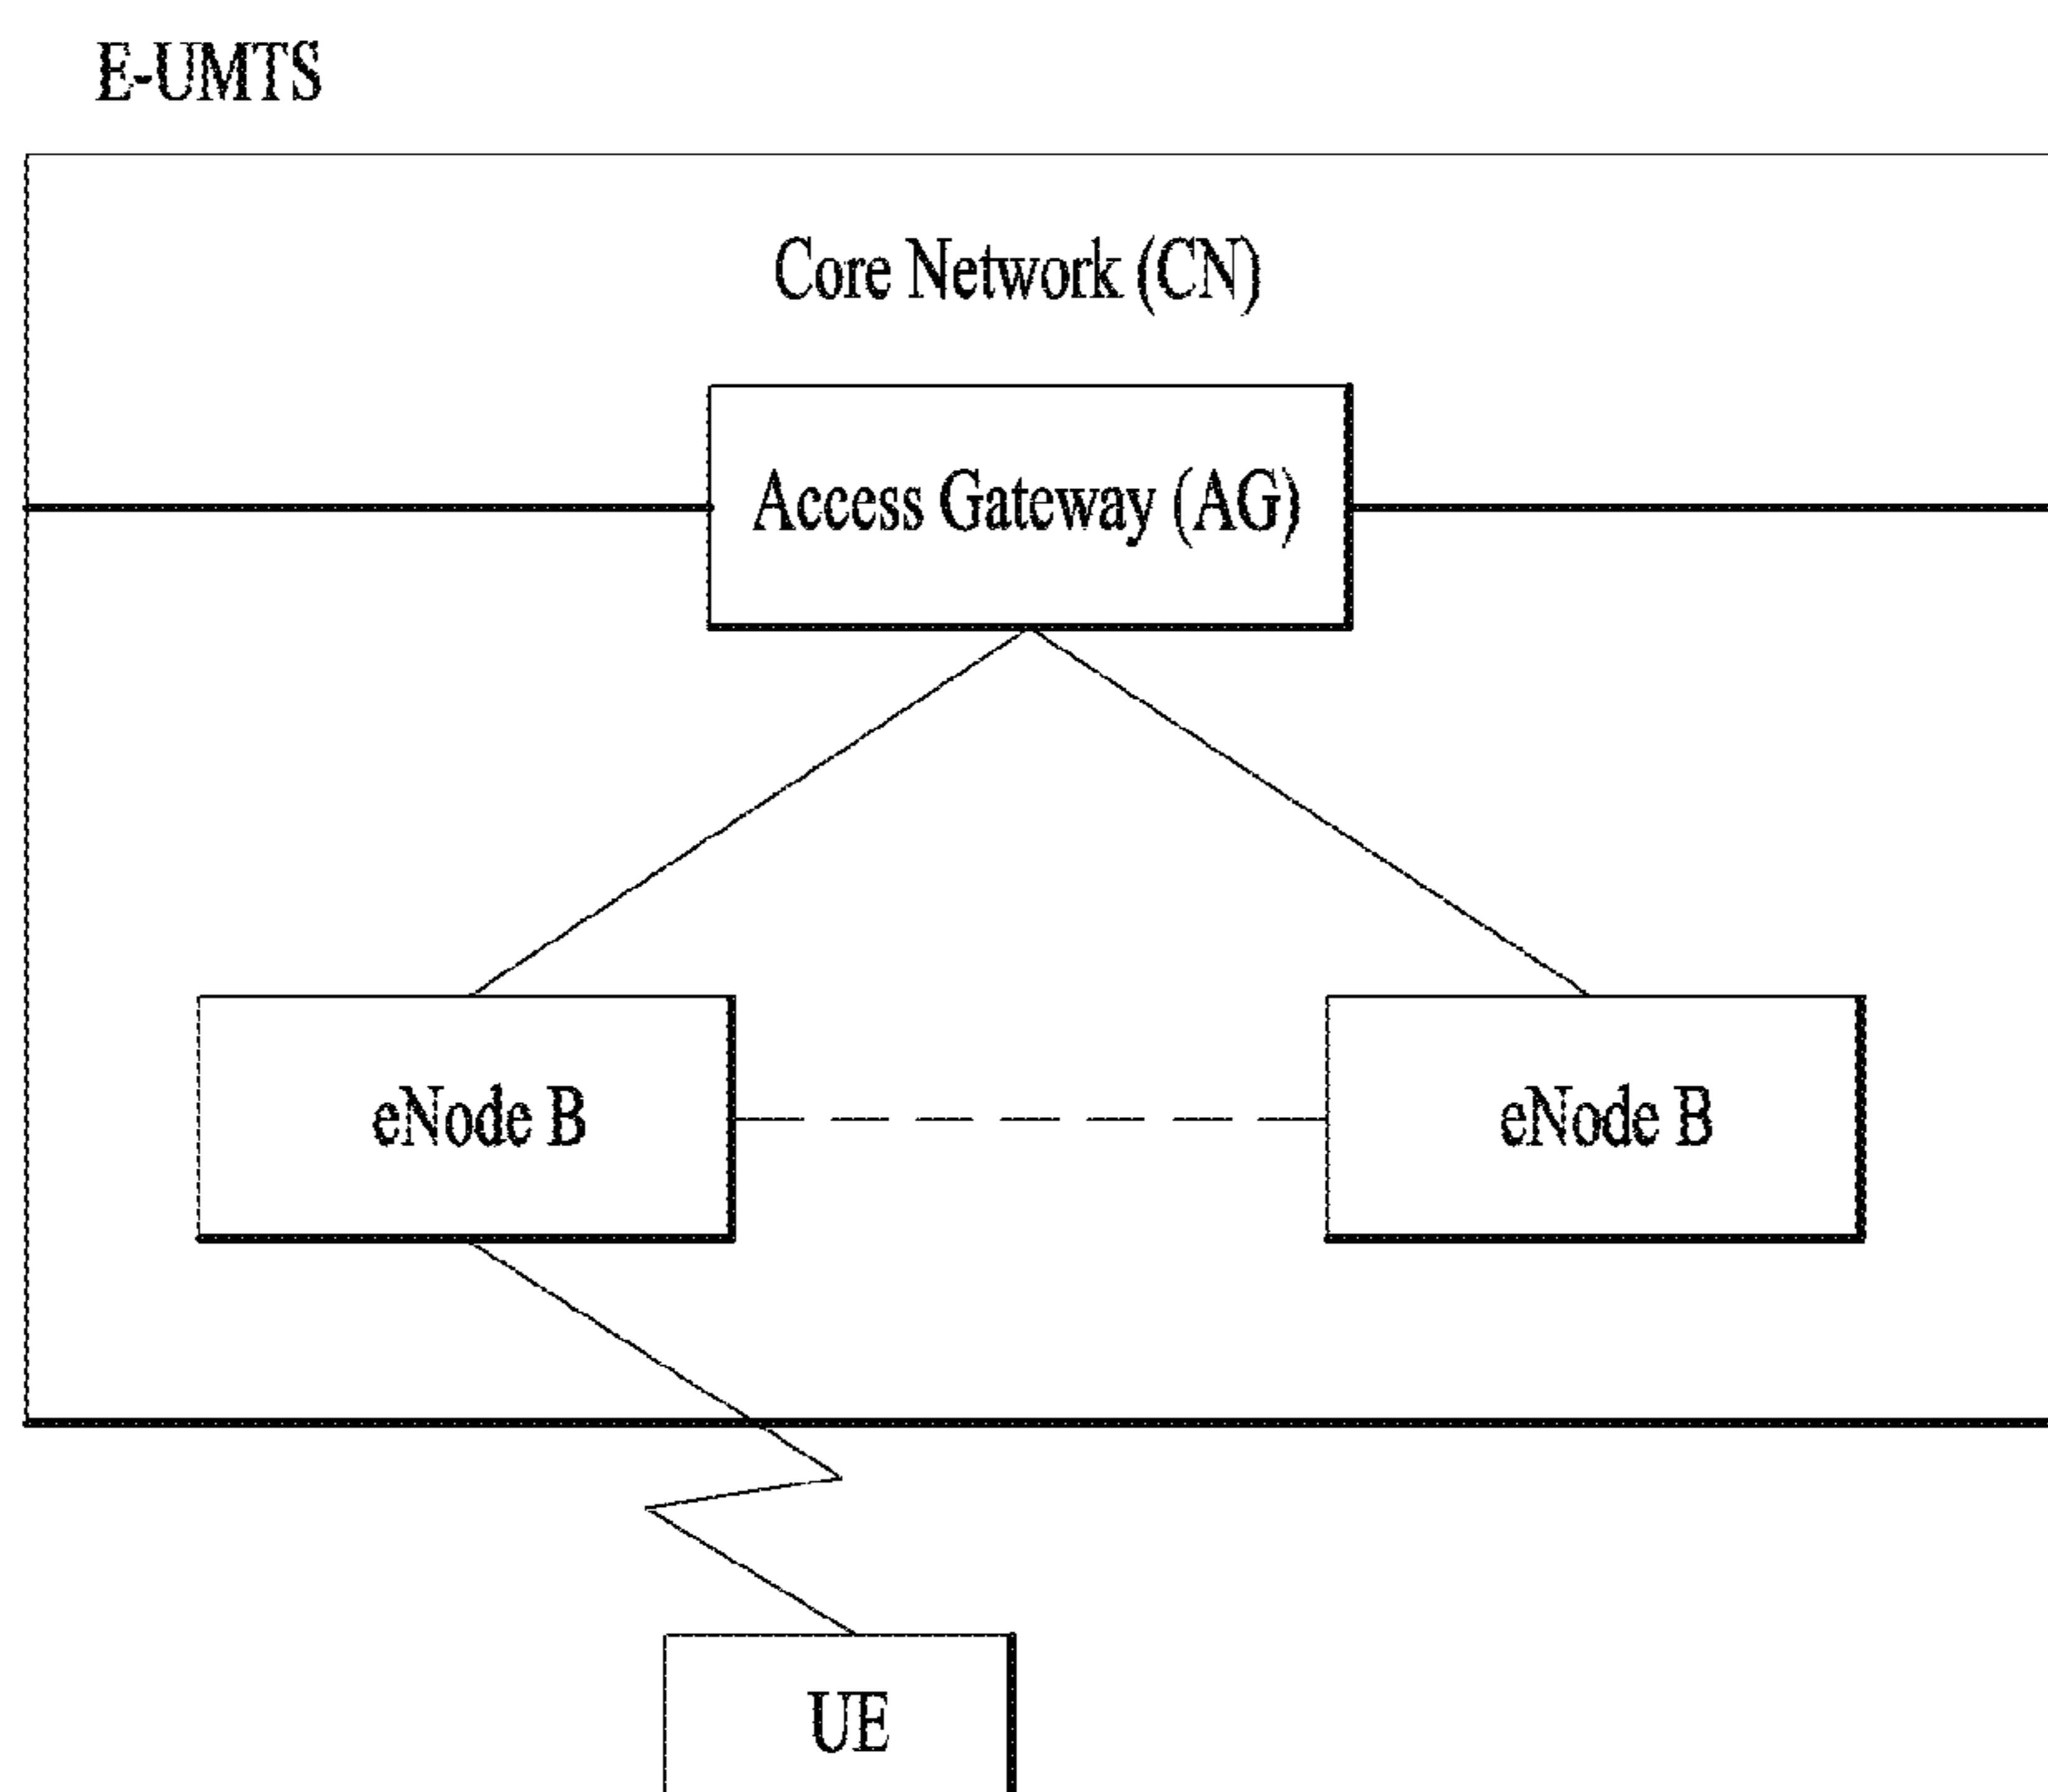 E-UMTS
Core Network (CN)
Access Gateway (AG)
eNode B
eNode B
UE